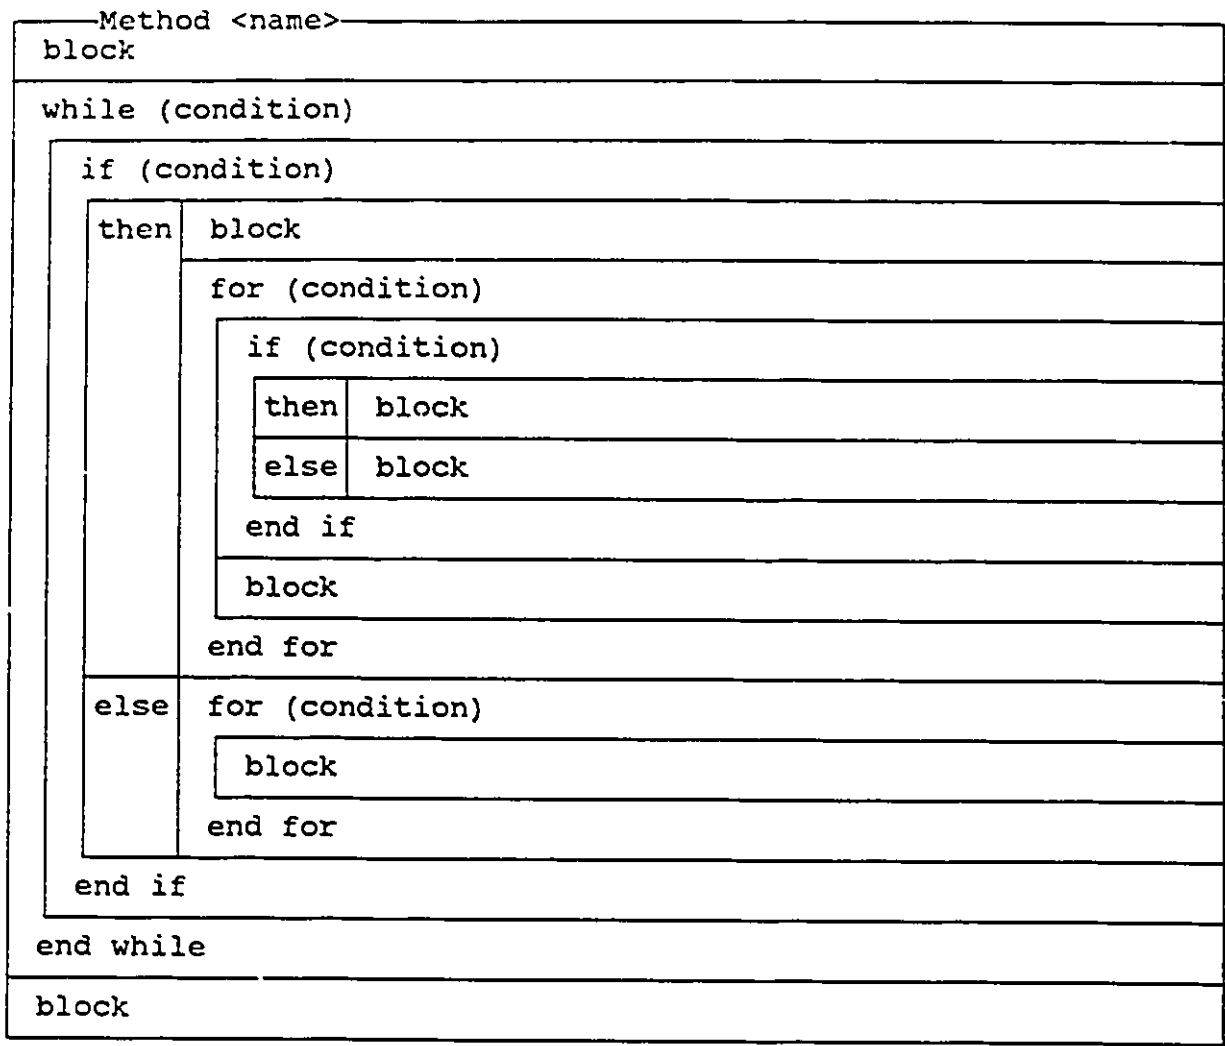 Method <name>
block
while (condition)
if (condition)
then block
for (condition)
if (condition)
then block
else block
end if
block
end for
else for (condition)
block
end for
end if
end while
block